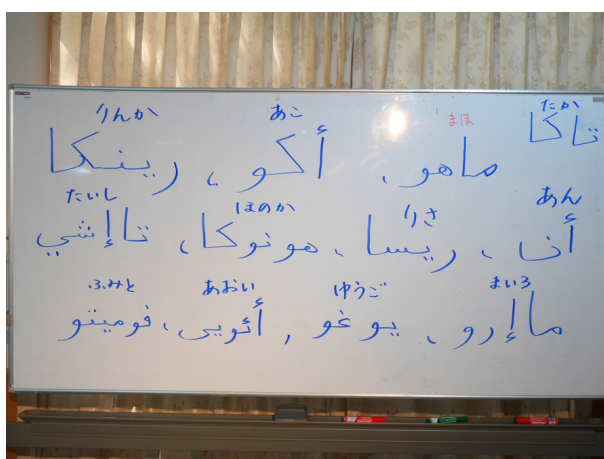 りんか あこ まほ たか
تاكا ماهو، أكو، رينكا
たいし ほのか りさ あん
أن، ريسا، هونوكا، تاإشي
ふみと あおい ゆうご まいろ
ماإرو، يوغو، أئويى، فوميتو